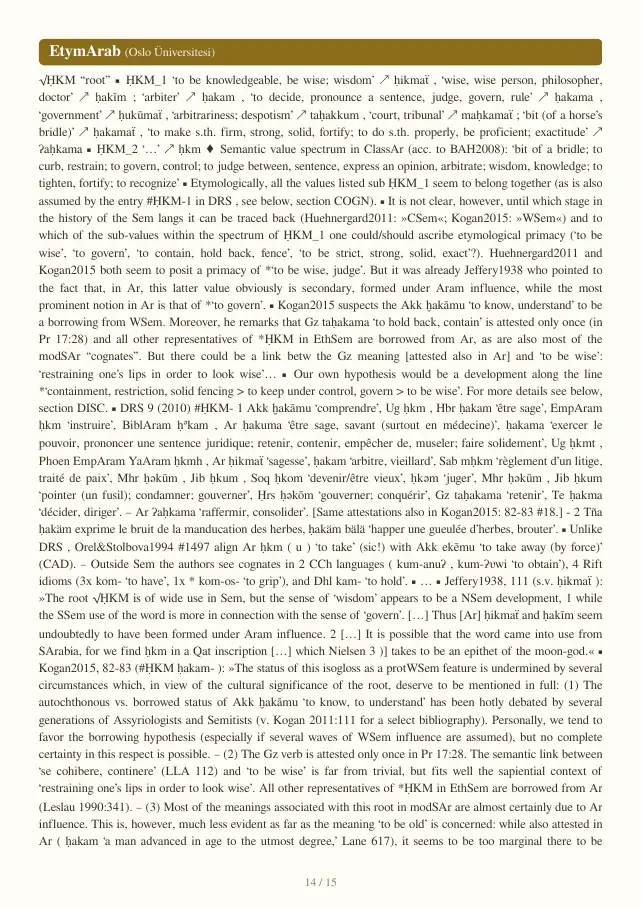 EtymArab (Oslo Üniversitesi)
√ḤKM “root” ▪ ḤKM_1 ‘to be knowledgeable, be wise; wisdom’ ↗ ḥikmaẗ , ‘wise, wise person, philosopher,
doctor’ ↗ ḥakīm ; ‘arbiter’ ↗ ḥakam , ‘to decide, pronounce a sentence, judge, govern, rule’ ↗ ḥakama ,
‘government’ ↗ ḥukūmaẗ , ‘arbitrariness; despotism’ ↗ taḥakkum , ‘court, tribunal’ ↗ maḥkamaẗ ; ‘bit (of a horse’s
bridle)’ ↗ ḥakamaẗ , ‘to make s.th. firm, strong, solid, fortify; to do s.th. properly, be proficient; exactitude’ ↗
ʔaḥkama ▪ ḤKM_2 ‘…’ ↗ ḥkm ♦ Semantic value spectrum in ClassAr (acc. to BAH2008): ‘bit of a bridle; to
curb, restrain; to govern, control; to judge between, sentence, express an opinion, arbitrate; wisdom, knowledge; to
tighten, fortify; to recognize’ ▪ Etymologically, all the values listed sub ḤKM_1 seem to belong together (as is also
assumed by the entry #ḤKM-1 in DRS , see below, section COGN). ▪ It is not clear, however, until which stage in
the history of the Sem langs it can be traced back (Huehnergard2011: »CSem«; Kogan2015: »WSem«) and to
which of the sub-values within the spectrum of ḤKM_1 one could/should ascribe etymological primacy (‘to be
wise’, ‘to govern’, ‘to contain, hold back, fence’, ‘to be strict, strong, solid, exact’?). Huehnergard2011 and
Kogan2015 both seem to posit a primacy of *‘to be wise, judge’. But it was already Jeffery1938 who pointed to
the fact that, in Ar, this latter value obviously is secondary, formed under Aram influence, while the most
prominent notion in Ar is that of *‘to govern’. ▪ Kogan2015 suspects the Akk ḫakāmu ‘to know, understand’ to be
a borrowing from WSem. Moreover, he remarks that Gz taḥakama ‘to hold back, contain’ is attested only once (in
Pr 17:28) and all other representatives of *ḤKM in EthSem are borrowed from Ar, as are also most of the
modSAr “cognates”. But there could be a link betw the Gz meaning [attested also in Ar] and ‘to be wise’:
‘restraining one’s lips in order to look wise’… ▪ Our own hypothesis would be a development along the line
*‘containment, restriction, solid fencing > to keep under control, govern > to be wise’. For more details see below,
section DISC. ▪ DRS 9 (2010) #ḤKM- 1 Akk ḫakāmu ‘comprendre’, Ug ḥkm , Hbr ḥakam ‘être sage’, EmpAram
ḥkm ‘instruire’, BiblAram ḥᵃkam , Ar ḥakuma ‘être sage, savant (surtout en médecine)’, ḥakama ‘exercer le
pouvoir, prononcer une sentence juridique; retenir, contenir, empêcher de, museler; faire solidement’, Ug ḥkmt ,
Phoen EmpAram YaAram ḥkmh , Ar ḥikmaẗ ‘sagesse’, ḥakam ‘arbitre, vieillard’, Sab mḥkm ‘règlement d’un litige,
traité de paix’, Mhr ḥəkūm , Jib ḥkum , Soq ḥkom ‘devenir/être vieux’, ḥkəm ‘juger’, Mhr ḥəkūm , Jib ḥkum
‘pointer (un fusil); condamner; gouverner’, Ḥrs ḥəkōm ‘gouverner; conquérir’, Gz taḥakama ‘retenir’, Te ḥakma
‘décider, diriger’. – Ar ʔaḥkama ‘raffermir, consolider’. [Same attestations also in Kogan2015: 82-83 #18.] - 2 Tña
ḥakäm exprime le bruit de la manducation des herbes, ḥakäm bälä ‘happer une gueulée d’herbes, brouter’. ▪ Unlike
DRS , Orel&Stolbova1994 #1497 align Ar ḥkm ( u ) ‘to take’ (sic!) with Akk ekēmu ‘to take away (by force)’
(CAD). – Outside Sem the authors see cognates in 2 CCh languages ( kum-anuʔ , kum-ʔʋwi ‘to obtain’), 4 Rift
idioms (3x kom- ‘to have’, 1x * kom-os- ‘to grip’), and Dhl kam- ‘to hold’. ▪ … ▪ Jeffery1938, 111 (s.v. ḥikmaẗ ):
»The root √ḤKM is of wide use in Sem, but the sense of ‘wisdom’ appears to be a NSem development, 1 while
the SSem use of the word is more in connection with the sense of ‘govern’. […] Thus [Ar] ḥikmaẗ and ḥakīm seem
undoubtedly to have been formed under Aram influence. 2 […] It is possible that the word came into use from
SArabia, for we find ḥkm in a Qat inscription […] which Nielsen 3 )] takes to be an epithet of the moon-god.« ▪
Kogan2015, 82-83 (#ḤKM ḥakam- ): »The status of this isogloss as a protWSem feature is undermined by several
circumstances which, in view of the cultural significance of the root, deserve to be mentioned in full: (1) The
autochthonous vs. borrowed status of Akk ḫakāmu ‘to know, to understand’ has been hotly debated by several
generations of Assyriologists and Semitists (v. Kogan 2011:111 for a select bibliography). Personally, we tend to
favor the borrowing hypothesis (especially if several waves of WSem influence are assumed), but no complete
certainty in this respect is possible. – (2) The Gz verb is attested only once in Pr 17:28. The semantic link between
‘se cohibere, continere’ (LLA 112) and ‘to be wise’ is far from trivial, but fits well the sapiential context of
‘restraining one’s lips in order to look wise’. All other representatives of *ḤKM in EthSem are borrowed from Ar
(Leslau 1990:341). – (3) Most of the meanings associated with this root in modSAr are almost certainly due to Ar
influence. This is, however, much less evident as far as the meaning ‘to be old’ is concerned: while also attested in
Ar ( ḥakam ‘a man advanced in age to the utmost degree,’ Lane 617), it seems to be too marginal there to be
14 / 15